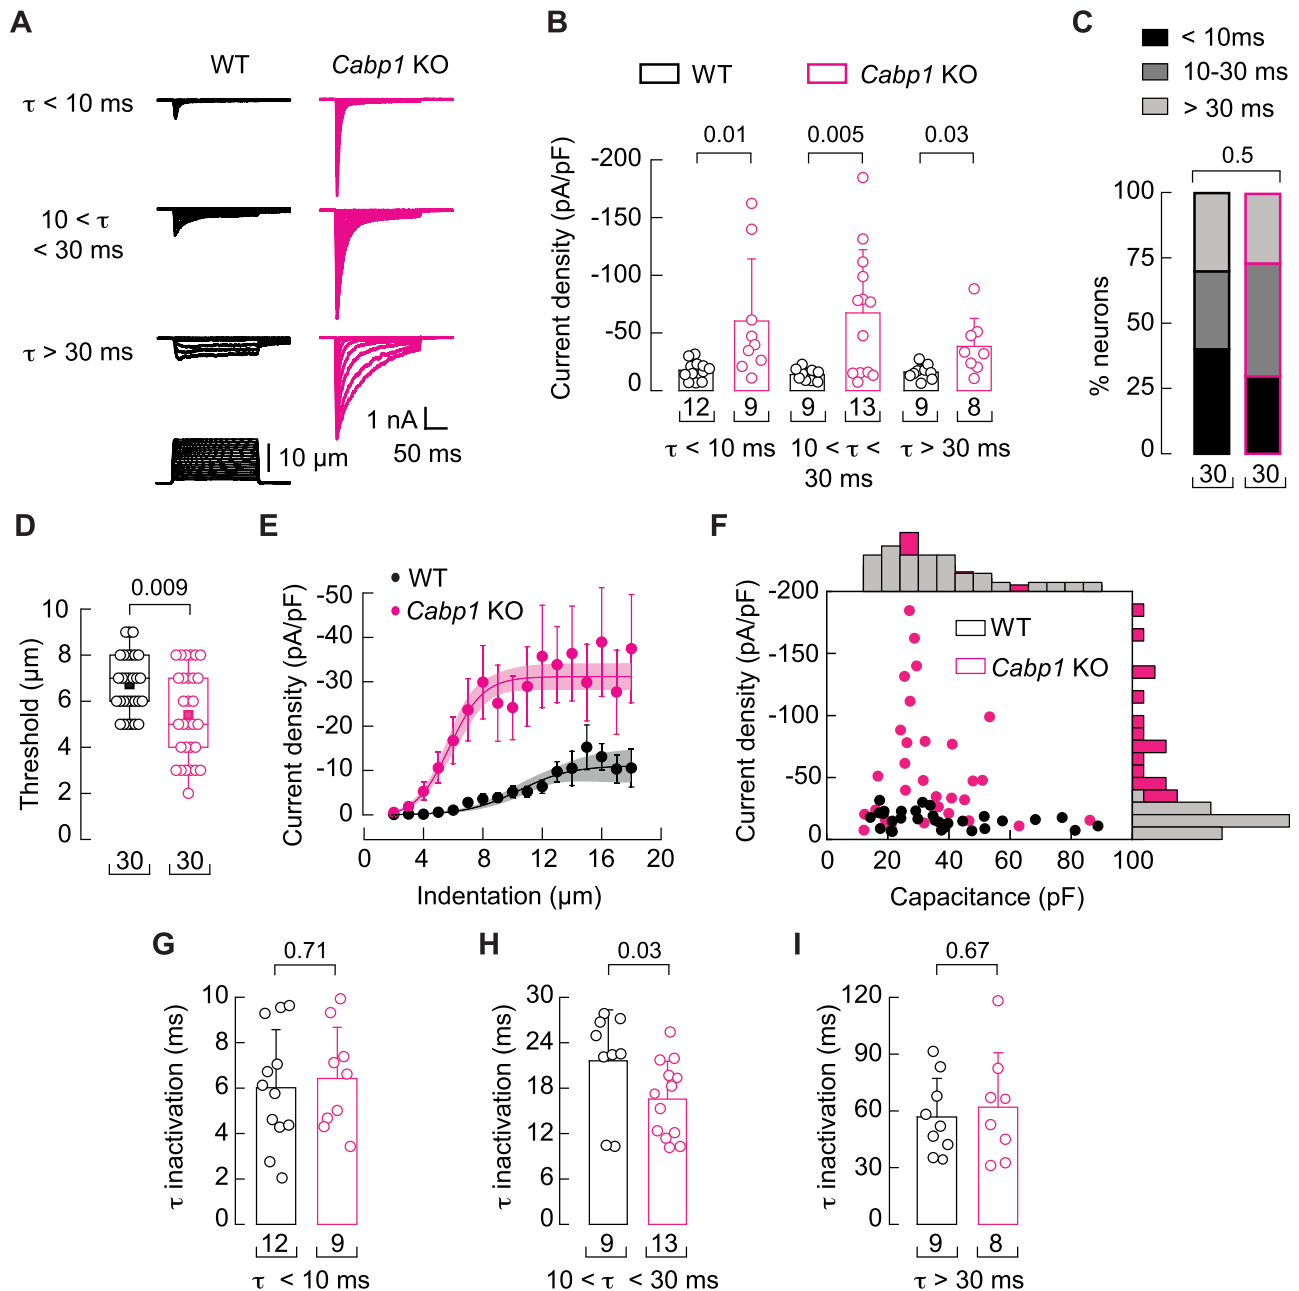 A
WT
Cabp1 KO
τ < 10 ms
10 < τ
< 30 ms
τ > 30 ms
1 nA
50 ms
10 µm
B
WT
Cabp1 KO
0.01
0.005
0.03
Current density (pA/pF)
-200
-150
-100
-50
0
12
9
9
13
9
8
τ < 10 ms
10 < τ <
30 ms
τ > 30 ms
C
< 10ms
10-30 ms
> 30 ms
0.5
% neurons
100
75
50
25
0
30
30
D
0.009
Threshold (µm)
10
8
6
4
2
0
30
30
E
WT
Cabp1 KO
Current density (pA/pF)
-50
-40
-30
-20
-10
0
0
4
8
12
16
20
Indentation (µm)
F
WT
Cabp1 KO
Current density (pA/pF)
-200
-150
-100
-50
0
0
20
40
60
80
100
Capacitance (pF)
G
0.71
τ inactivation (ms)
10
8
6
4
2
0
12
9
τ < 10 ms
H
0.03
τ inactivation (ms)
30
24
18
12
6
0
9
13
10 < τ < 30 ms
I
0.67
τ inactivation (ms)
120
90
60
30
0
9
8
τ > 30 ms